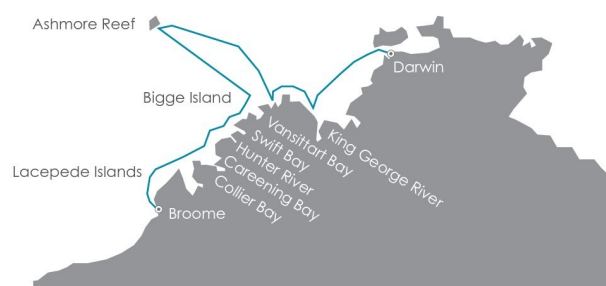 Ashmore Reef
Darwin
Bigge Island
King George River
Vansittart Bay
Swift Bay
Hunter River
Careening Bay
Collier Bay
Lacepede Islands
Broome